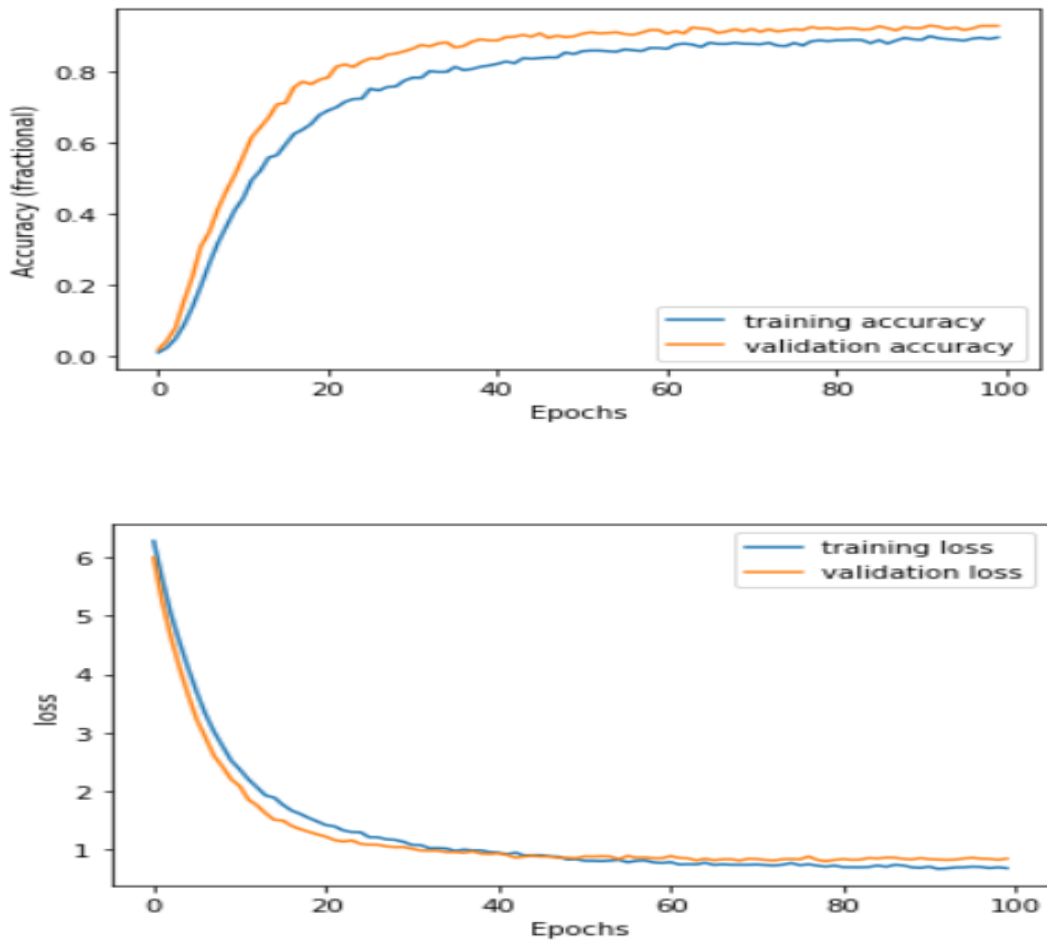 Accuracy (fractional)
0.8
0.6
0.4
0.2
0.0
training accuracy
validation accuracy
0 20 40 60 80 100
Epochs
loss
6
5
4
3
2
1
training loss
validation loss
0 20 40 60 80 100
Epochs